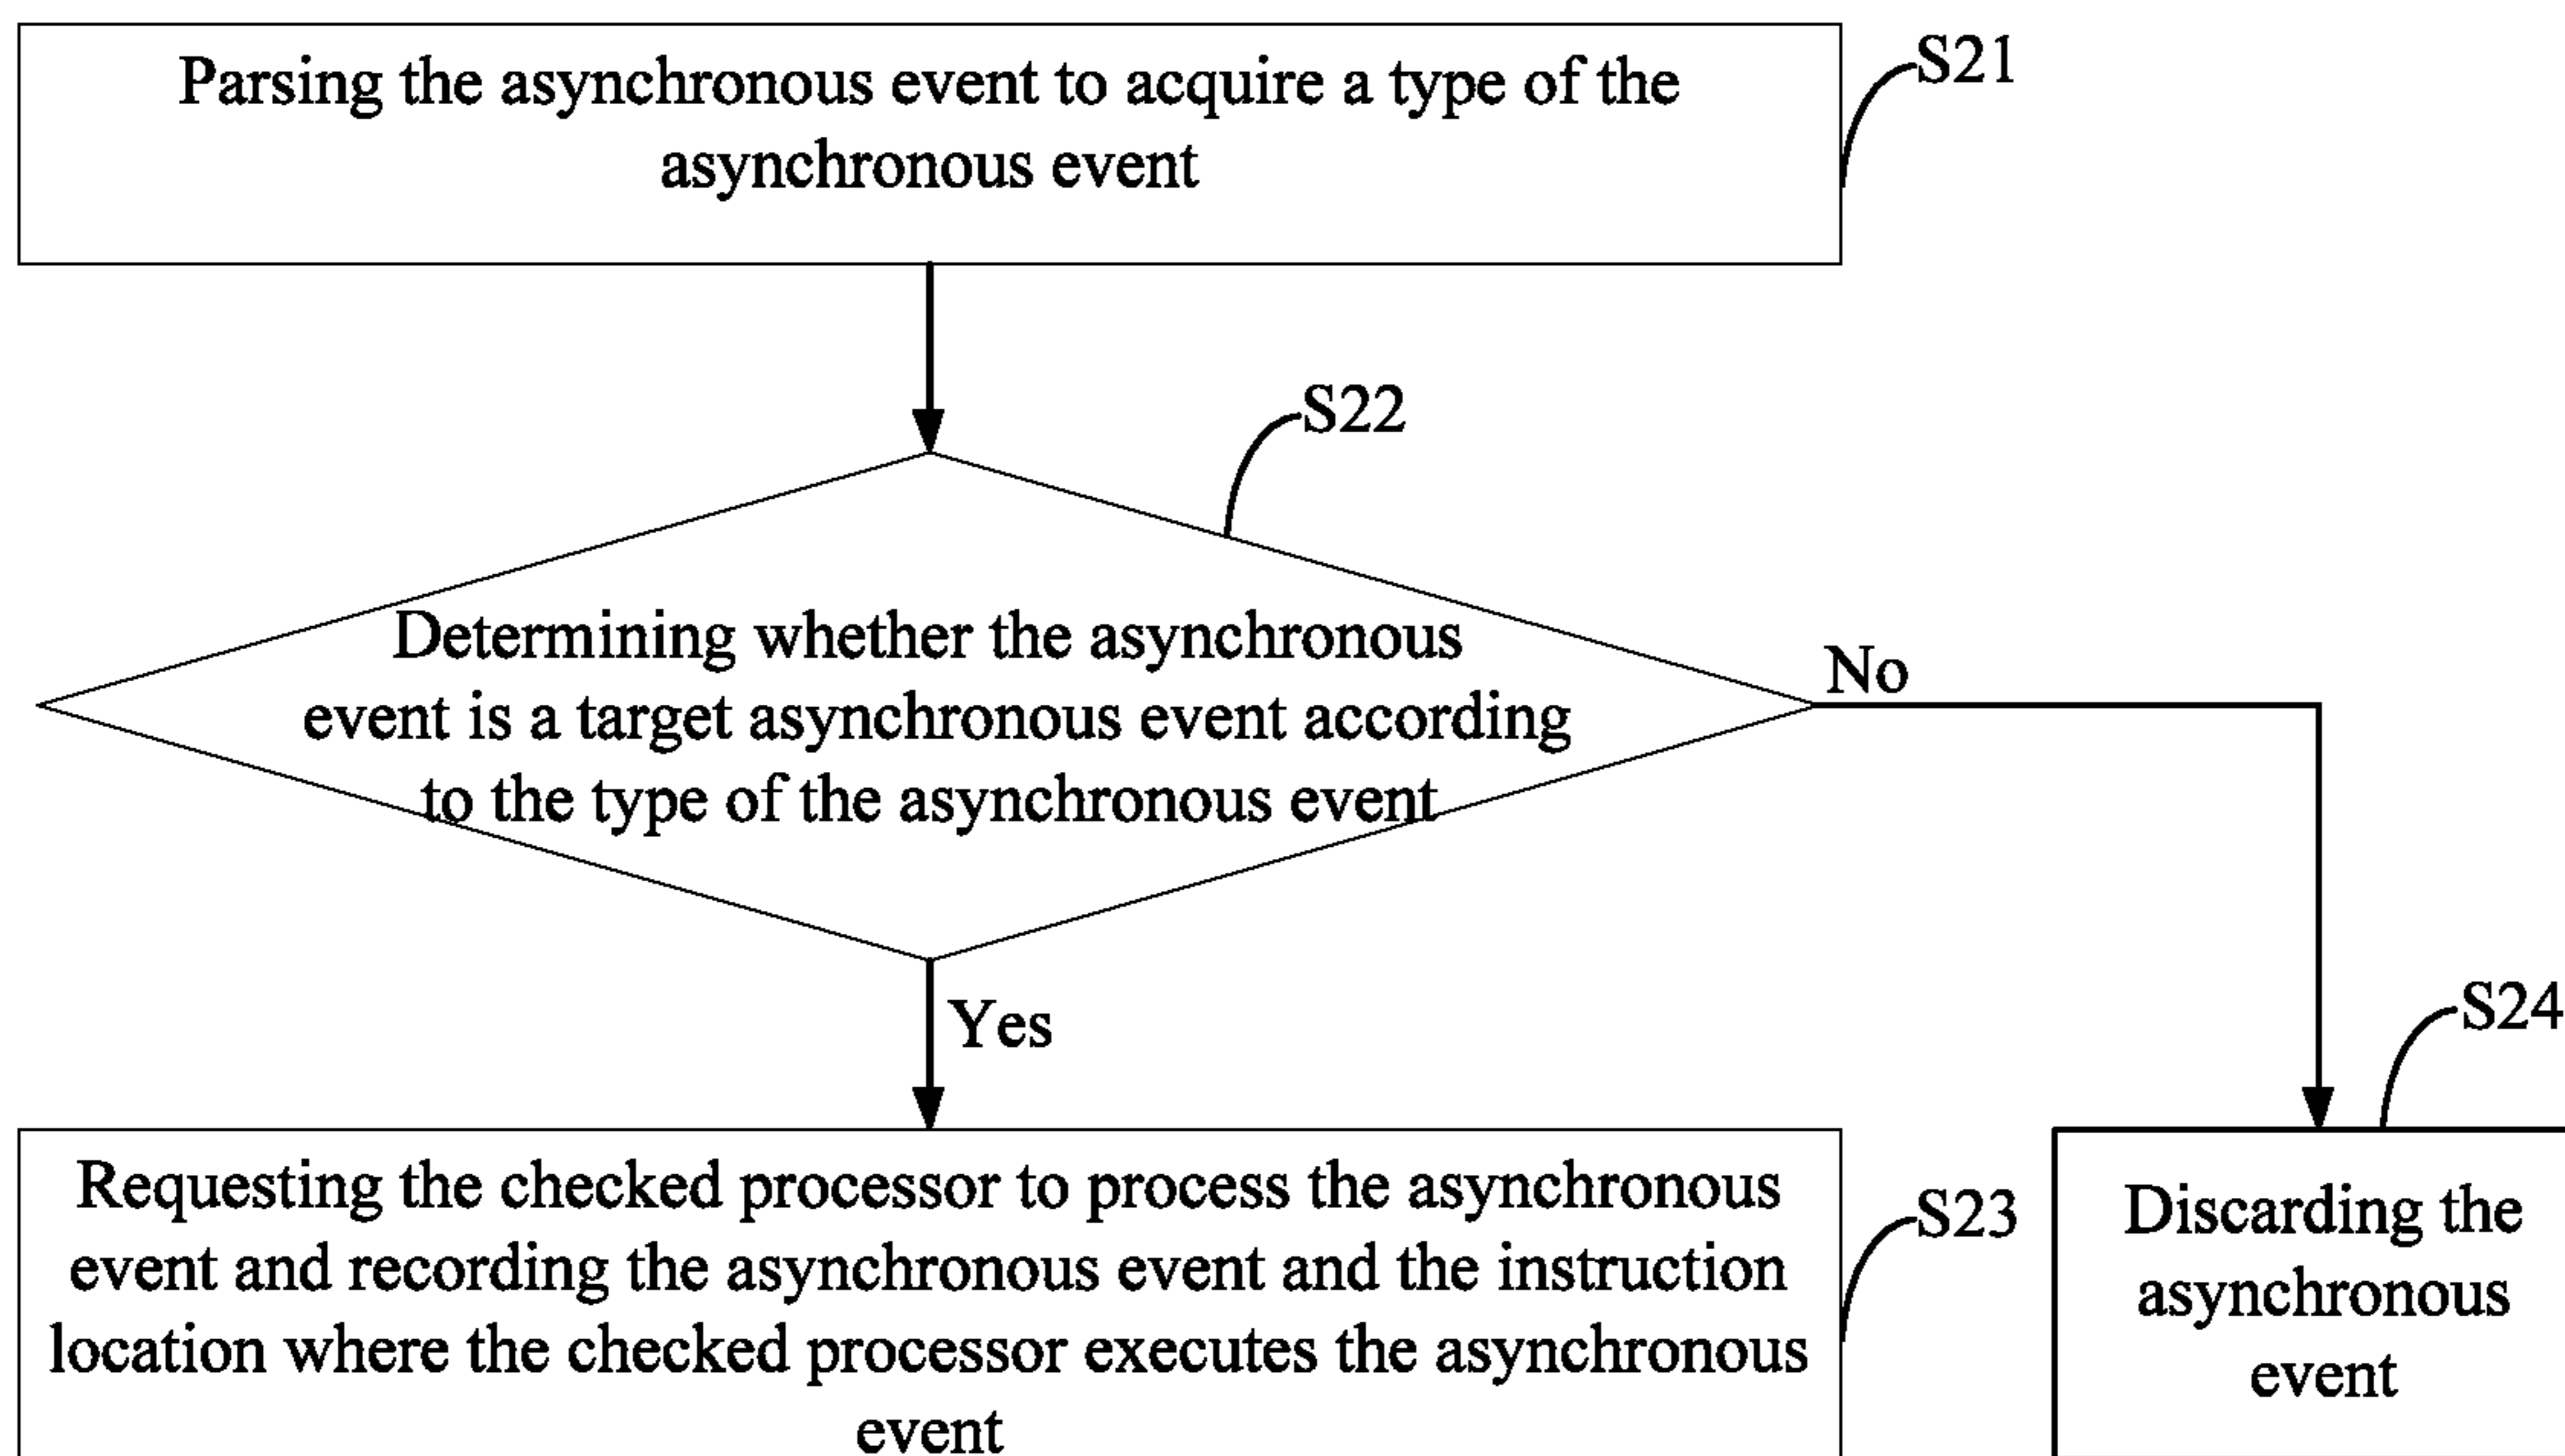 Parsing the asynchronous event to acquire a type of the
asynchronous event
S21
S22
Determining whether the asynchronous
event is a target asynchronous event according
to the type of the asynchronous event
No
Yes
S24
Requesting the checked processor to process the asynchronous
event and recording the asynchronous event and the instruction
location where the checked processor executes the asynchronous
event
S23
Discarding the
asynchronous
event